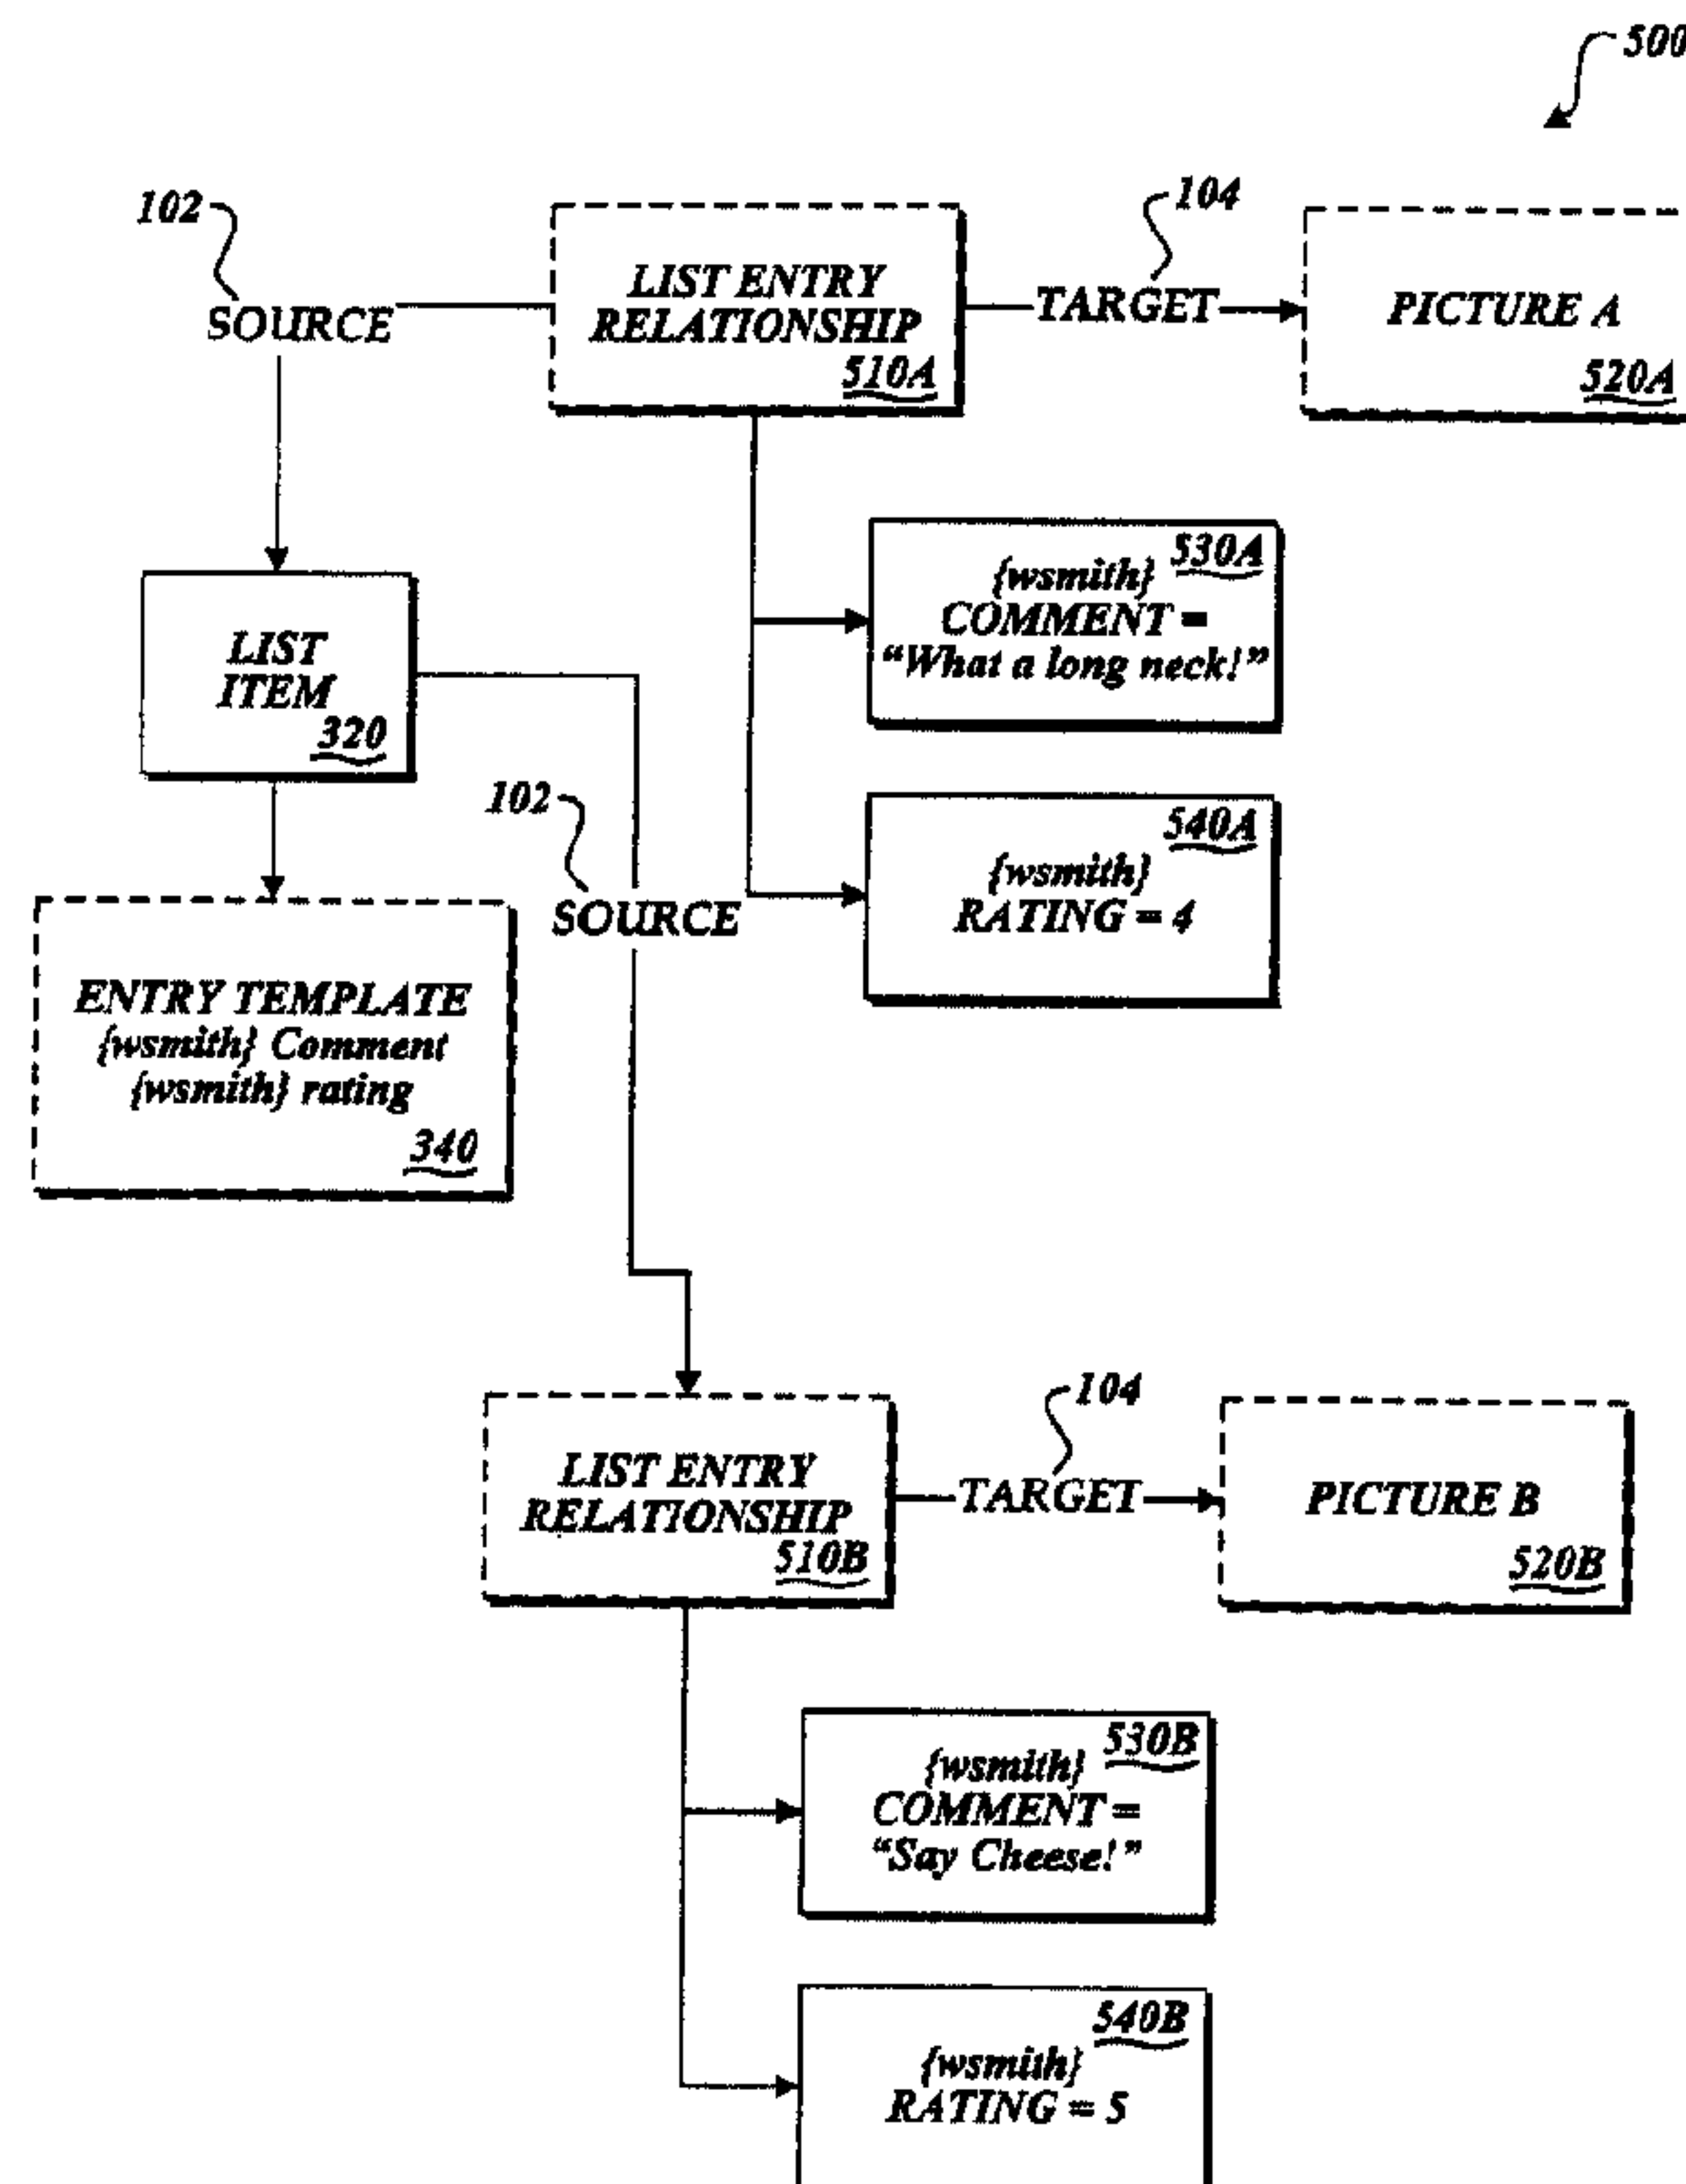 500
102
104
SOURCE
LIST ENTRY
RELATIONSHIP
510A
TARGET
PICTURE A
520A
530A
{wsmith}
COMMENT =
“What a long neck!”
LIST
ITEM
320
102
SOURCE
540A
{wsmith}
RATING = 4
ENTRY TEMPLATE
{wsmith} Comment
{wsmith} rating
340
104
LIST ENTRY
RELATIONSHIP
510B
TARGET
PICTURE B
520B
530B
{wsmith}
COMMENT =
“Say Cheese!”
540B
{wsmith}
RATING = 5